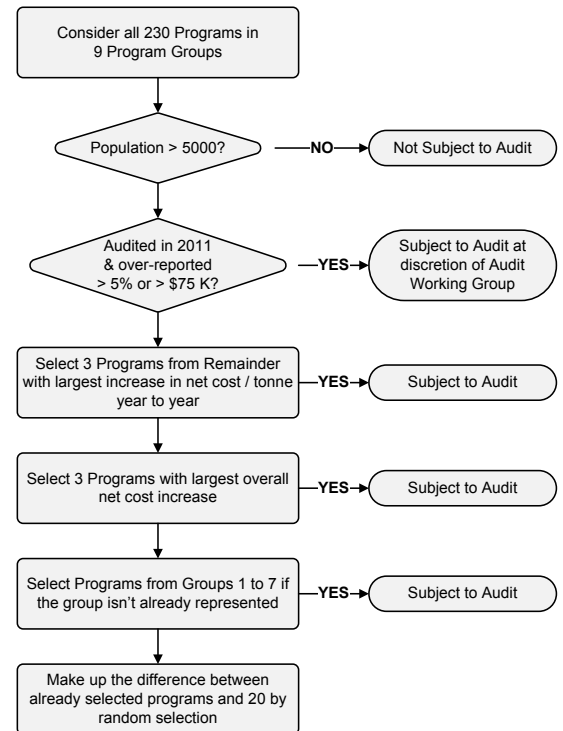 Consider all 230 Programs in
9 Program Groups
Population > 5000?
NO
Not Subject to Audit
Audited in 2011
& over-reported
> 5% or > $75 K?
YES
Subject to Audit at
discretion of Audit
Working Group
Select 3 Programs from Remainder
with largest increase in net cost / tonne
year to year
YES
Subject to Audit
Select 3 Programs with largest overall
net cost increase
YES
Subject to Audit
Select Programs from Groups 1 to 7 if
the group isn’t already represented
YES
Subject to Audit
Make up the difference between
already selected programs and 20 by
random selection